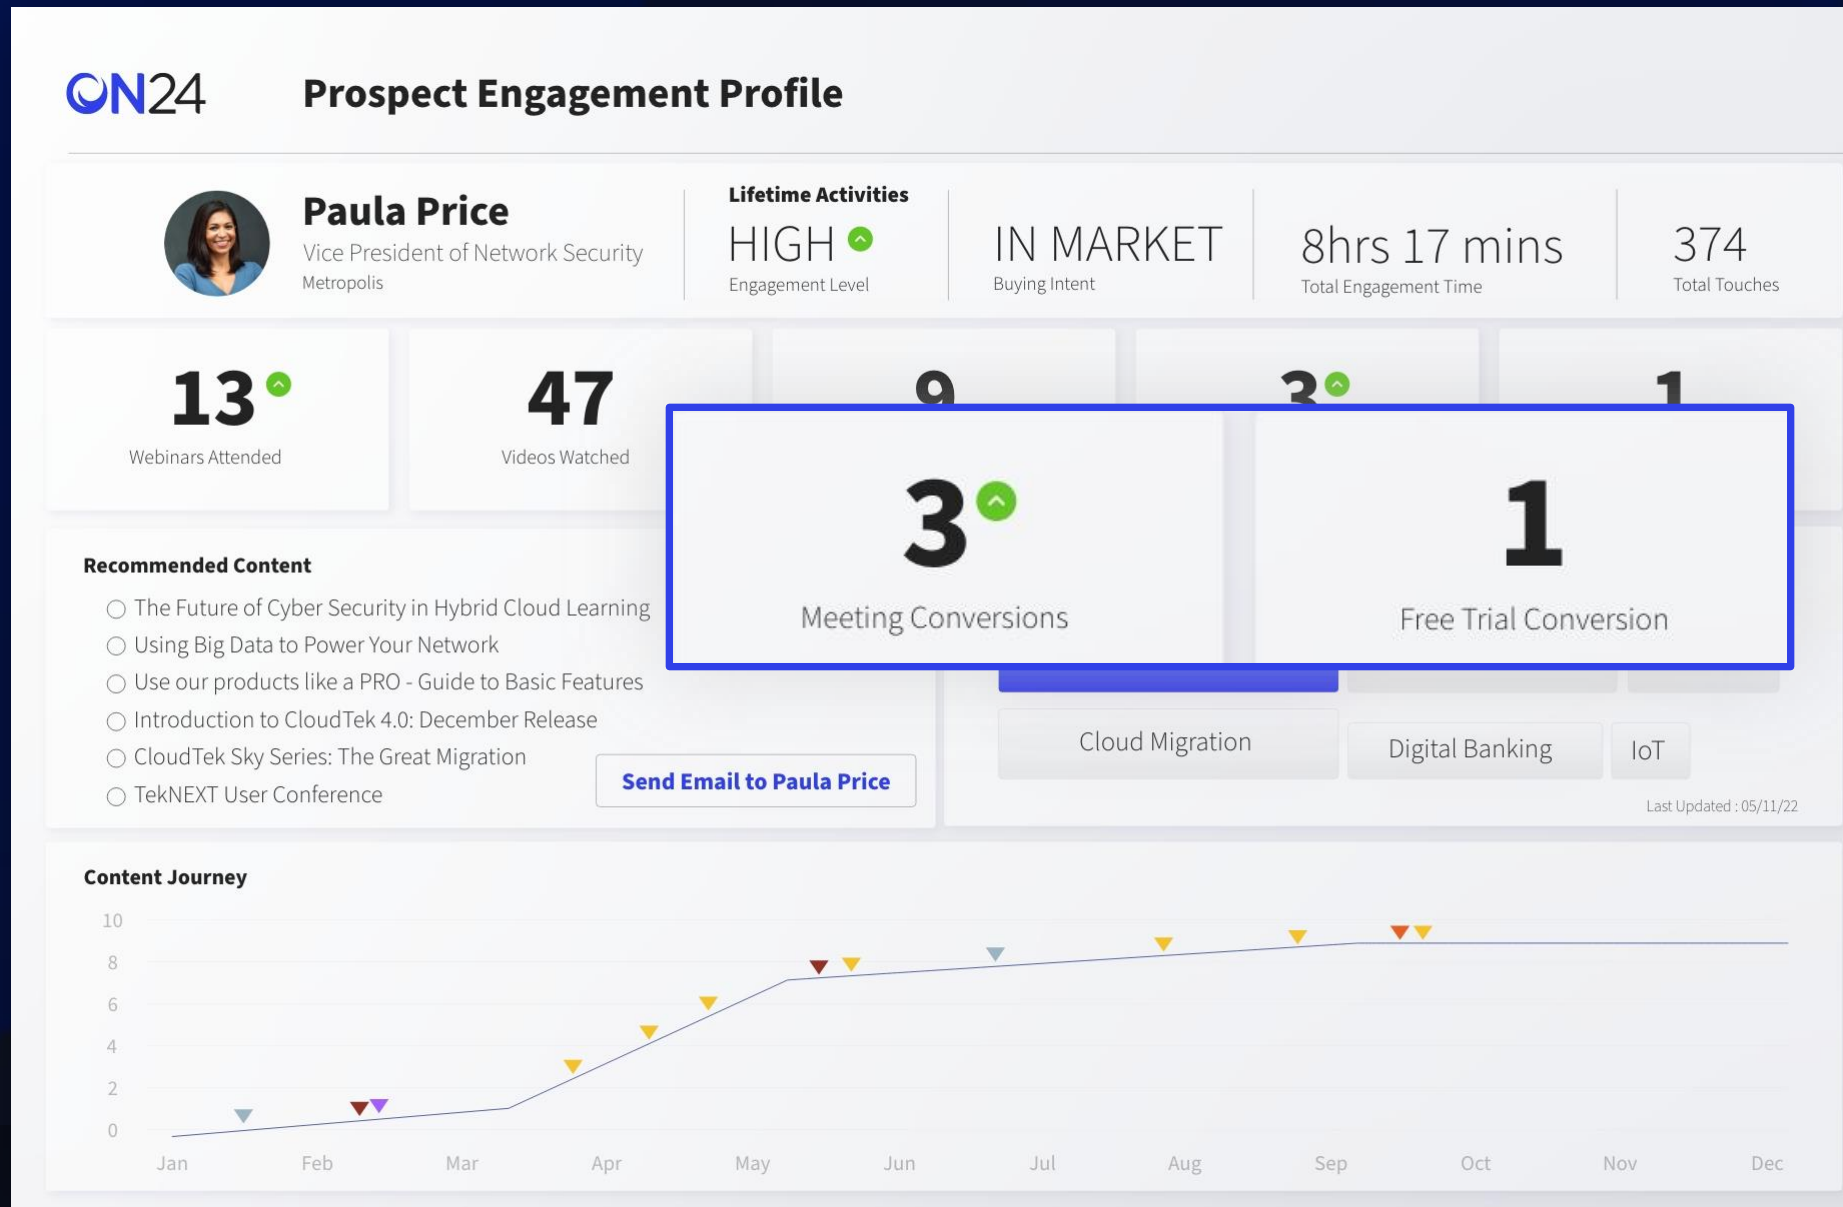 ON24
Prospect Engagement Profile
Paula Price
Vice President of Network Security
Metropolis
Lifetime Activities
HIGH
Engagement Level
IN MARKET
Buying Intent
8hrs 17 mins
Total Engagement Time
374
Total Touches
13
Webinars Attended
47
Videos Watched
9
3
1
3
Meeting Conversions
1
Free Trial Conversion
Recommended Content
The Future of Cyber Security in Hybrid Cloud Learning
Using Big Data to Power Your Network
Use our products like a PRO - Guide to Basic Features
Introduction to CloudTek 4.0: December Release
CloudTek Sky Series: The Great Migration
TekNEXT User Conference
Send Email to Paula Price
Cloud Migration
Digital Banking
IoT
Last Updated : 05/11/22
Content Journey
10
8
6
4
2
0
Jan Feb Mar Apr May Jun Jul Aug Sep Oct Nov Dec